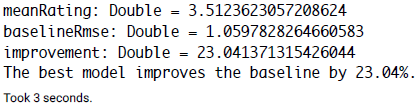 meanRating: Double = 3.5123623057208624
baselineRmse: Double = 1.0597828264660583
improvement: Double = 23.041371315426044
The best model improves the baseline by 23.04%.
Took 3 seconds.